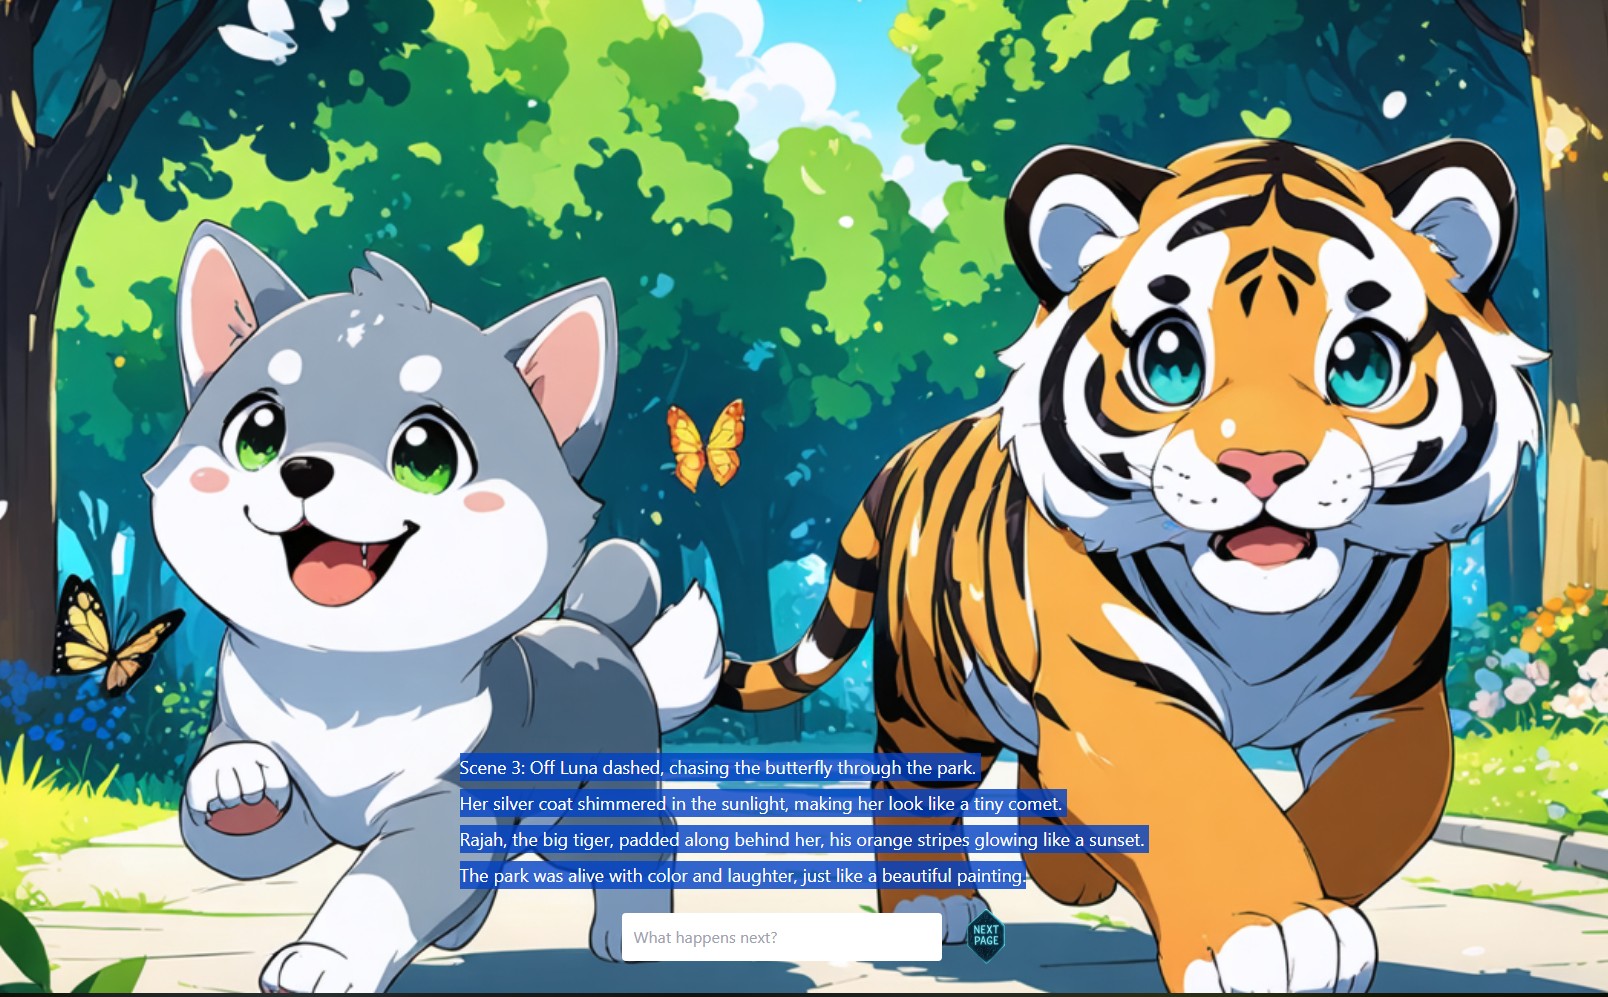 Scene 3: Off Luna dashed, chasing the butterfly through the park.
Her silver coat shimmered in the sunlight, making her look like a tiny comet.
Rajah, the big tiger, padded along behind her, his orange stripes glowing like a sunset.
The park was alive with color and laughter, just like a beautiful painting.
What happens next?
NEXT
PAGE